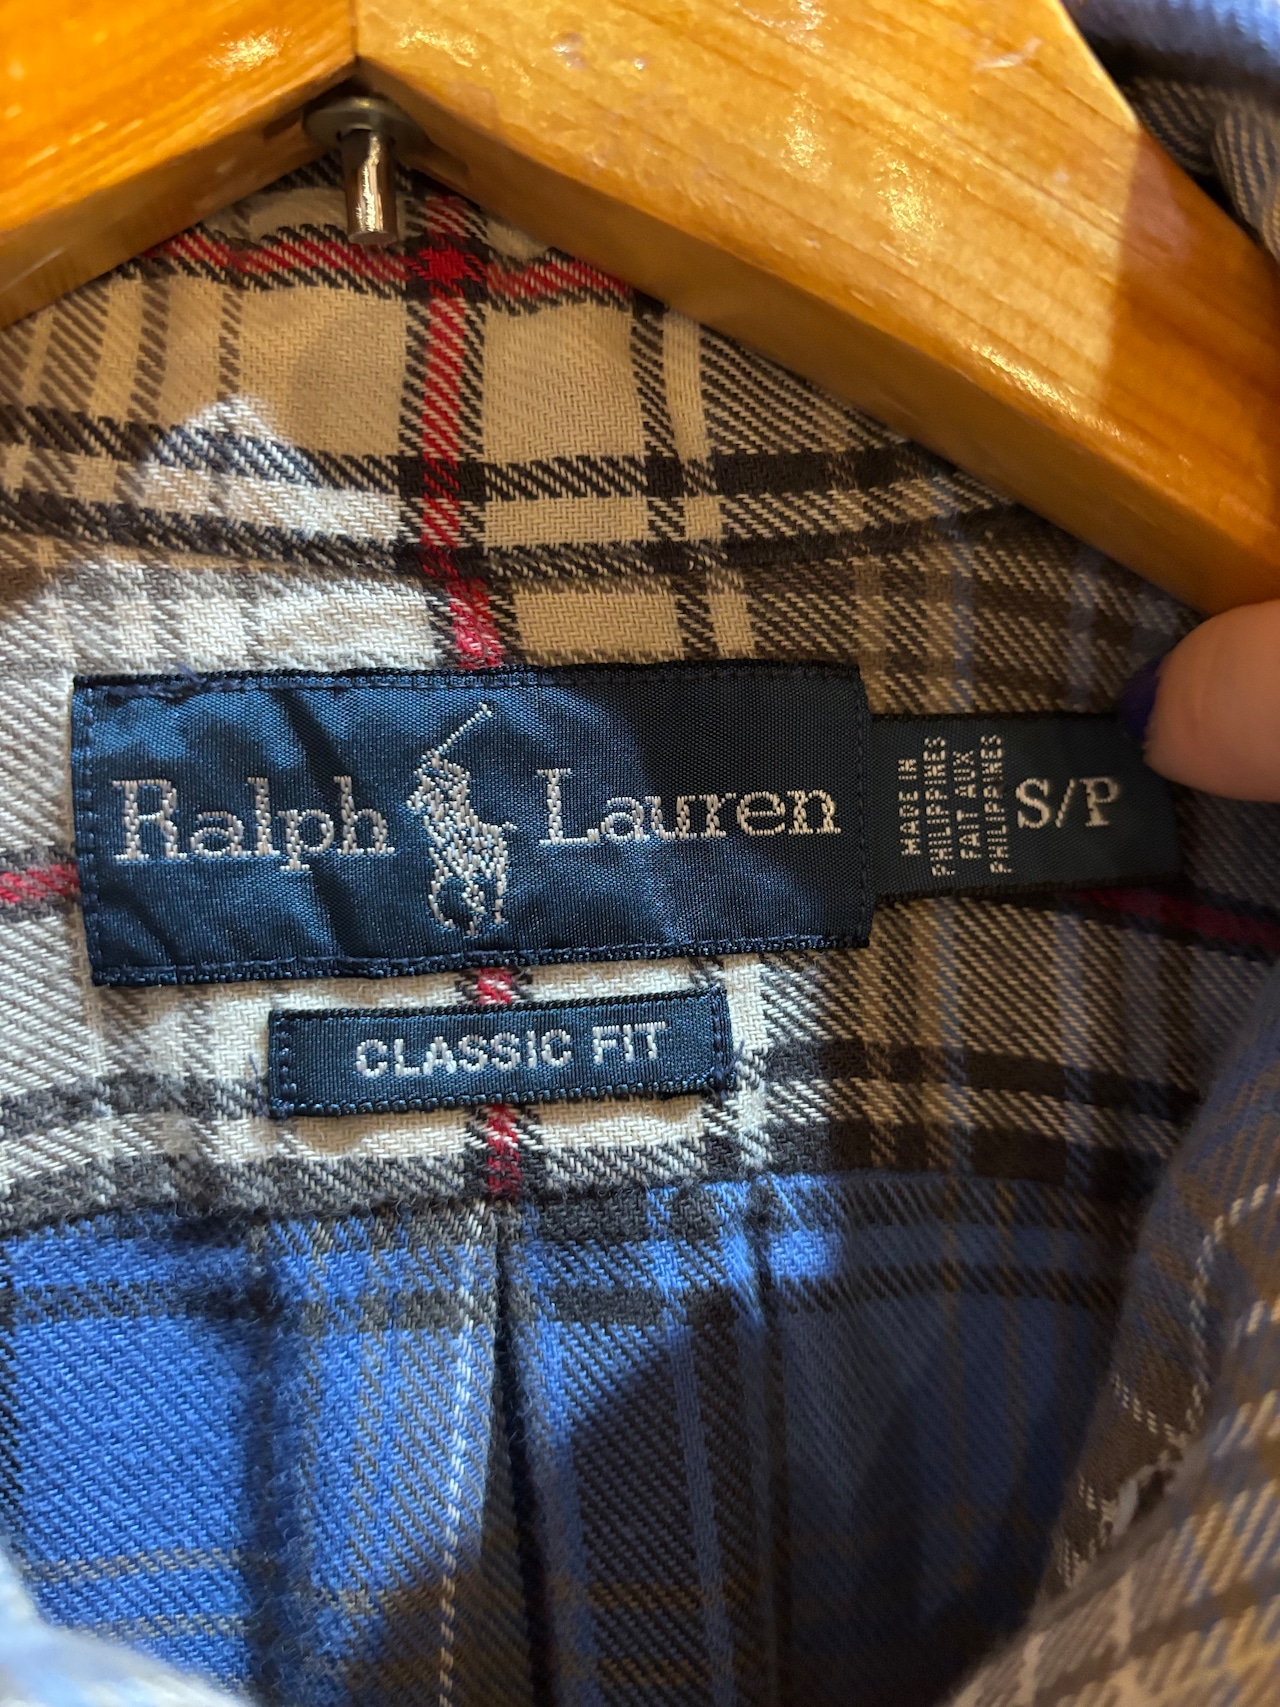 Ralph Lauren
MADE IN
PHILIPPINES
FAIT AUX
PHILIPPINES
S/P
CLASSIC FIT